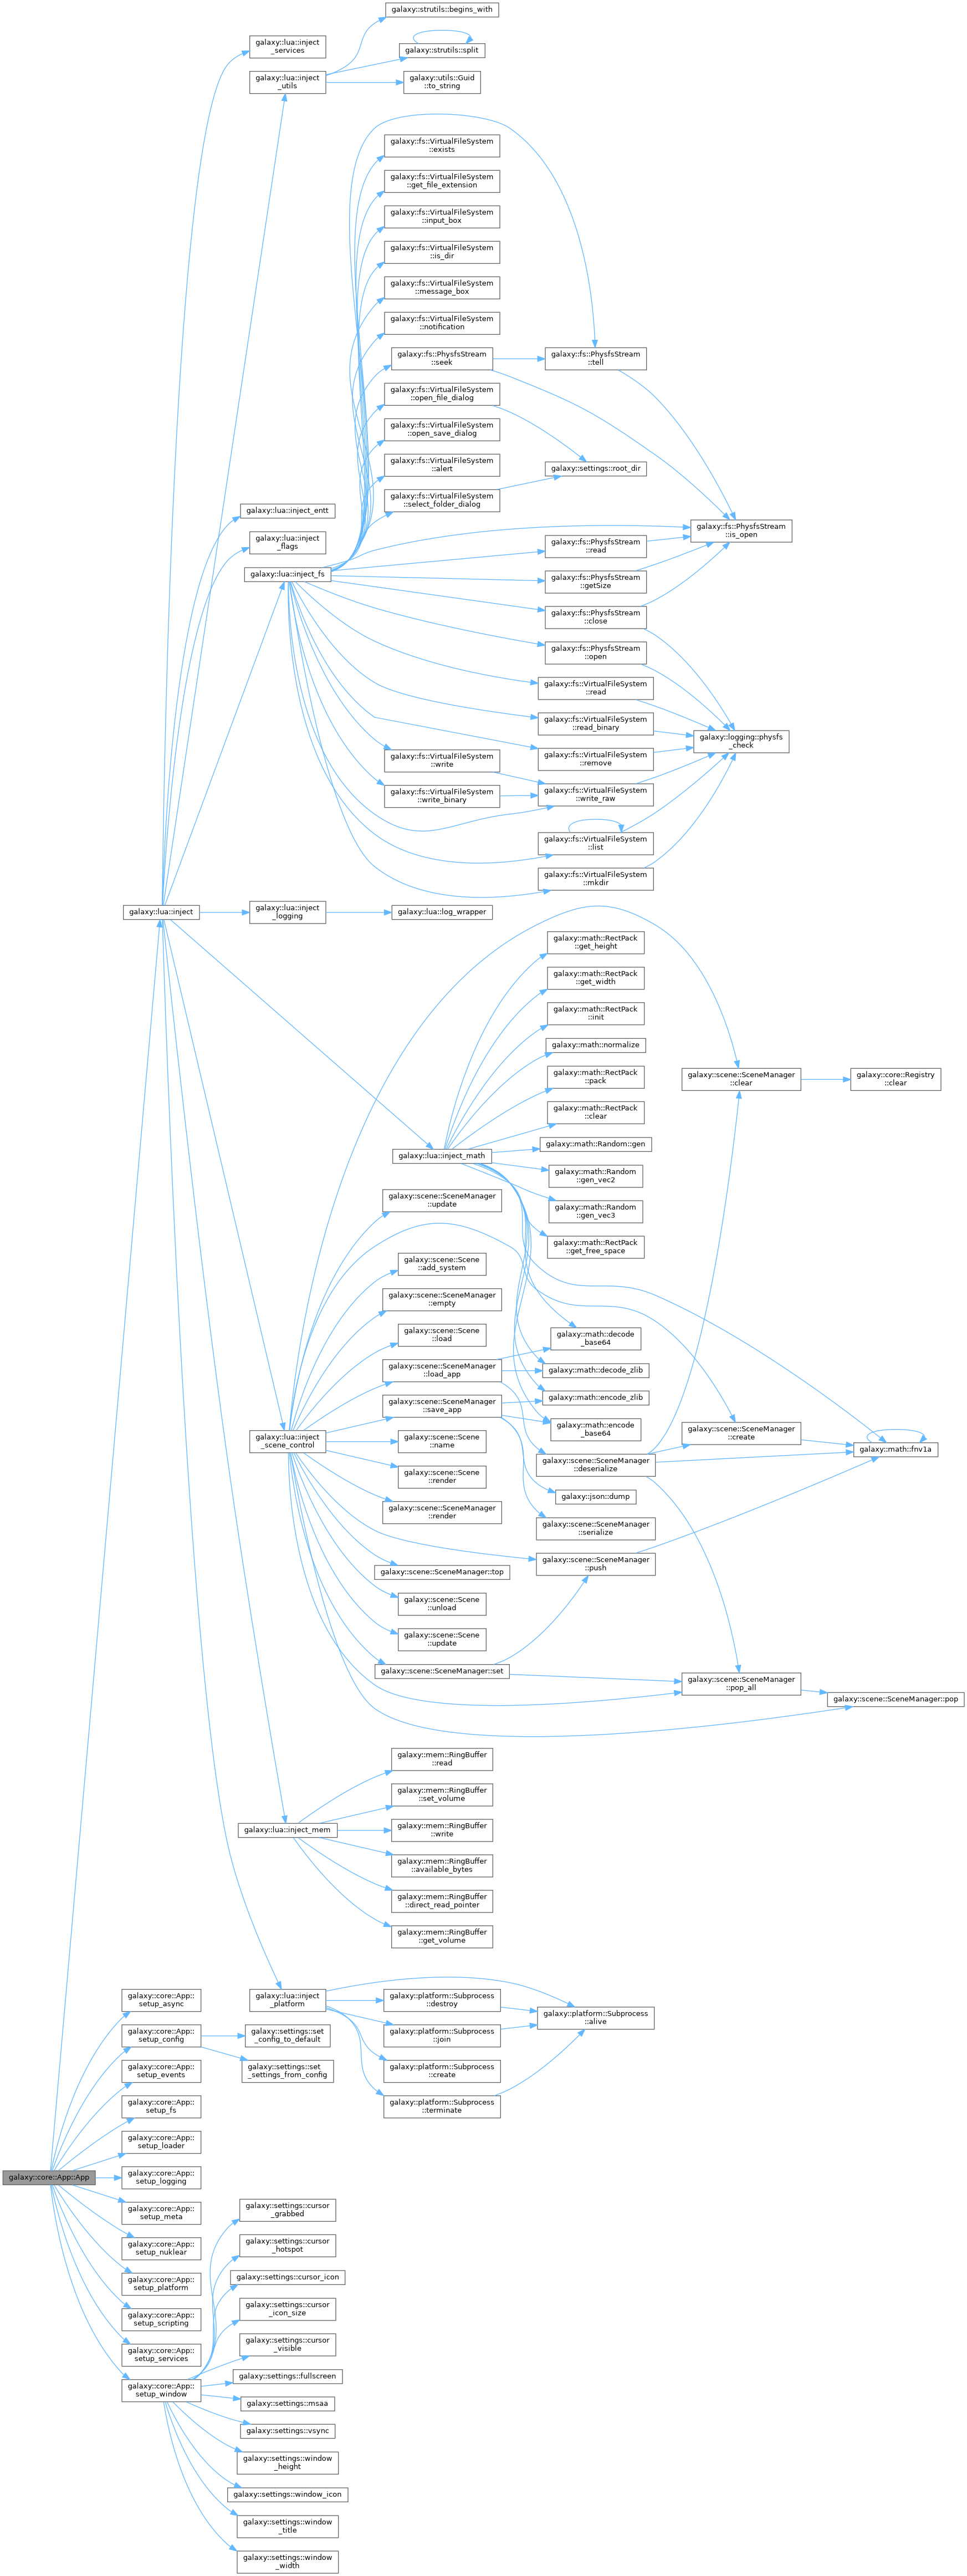 galaxy::strutils::begins_with
galaxy::lua::inject
_services
galaxy::strutils::split
galaxy::lua::inject
_utils
galaxy::utils::Guid
::to_string
galaxy::fs::VirtualFileSystem
::exists
galaxy::fs::VirtualFileSystem
::get_file_extension
galaxy::fs::VirtualFileSystem
::input_box
galaxy::fs::VirtualFileSystem
::is_dir
galaxy::fs::VirtualFileSystem
::message_box
galaxy::fs::VirtualFileSystem
::notification
galaxy::fs::PhysfsStream
::seek
galaxy::fs::PhysfsStream
::tell
galaxy::fs::VirtualFileSystem
::open_file_dialog
galaxy::fs::VirtualFileSystem
::open_save_dialog
galaxy::fs::VirtualFileSystem
::alert
galaxy::settings::root_dir
galaxy::fs::VirtualFileSystem
::select_folder_dialog
galaxy::lua::inject_entt
galaxy::fs::PhysfsStream
::is_open
galaxy::lua::inject
_flags
galaxy::fs::PhysfsStream
::read
galaxy::lua::inject_fs
galaxy::fs::PhysfsStream
::getSize
galaxy::fs::PhysfsStream
::close
galaxy::fs::PhysfsStream
::open
galaxy::fs::VirtualFileSystem
::read
galaxy::fs::VirtualFileSystem
::read_binary
galaxy::logging::physfs
_check
galaxy::fs::VirtualFileSystem
::write
galaxy::fs::VirtualFileSystem
::remove
galaxy::fs::VirtualFileSystem
::write_binary
galaxy::fs::VirtualFileSystem
::write_raw
galaxy::fs::VirtualFileSystem
::list
galaxy::fs::VirtualFileSystem
::mkdir
galaxy::lua::inject
galaxy::lua::inject
_logging
galaxy::lua::log_wrapper
galaxy::math::RectPack
::get_height
galaxy::math::RectPack
::get_width
galaxy::math::RectPack
::init
galaxy::math::normalize
galaxy::math::RectPack
::pack
galaxy::scene::SceneManager
::clear
galaxy::core::Registry
::clear
galaxy::math::RectPack
::clear
galaxy::math::Random::gen
galaxy::lua::inject_math
galaxy::math::Random
::gen_vec2
galaxy::math::Random
::gen_vec3
galaxy::scene::SceneManager
::update
galaxy::math::RectPack
::get_free_space
galaxy::scene::Scene
::add_system
galaxy::scene::SceneManager
::empty
galaxy::scene::Scene
::load
galaxy::math::decode
_base64
galaxy::scene::SceneManager
::load_app
galaxy::math::decode_zlib
galaxy::math::encode_zlib
galaxy::scene::SceneManager
::save_app
galaxy::math::encode
_base64
galaxy::lua::inject
_scene_control
galaxy::scene::Scene
::name
galaxy::scene::SceneManager
::create
galaxy::math::fnv1a
galaxy::scene::SceneManager
::deserialize
galaxy::scene::Scene
::render
galaxy::json::dump
galaxy::scene::SceneManager
::render
galaxy::scene::SceneManager
::serialize
galaxy::scene::SceneManager
::push
galaxy::scene::SceneManager::top
galaxy::scene::Scene
::unload
galaxy::scene::Scene
::update
galaxy::scene::SceneManager::set
galaxy::scene::SceneManager
::pop_all
galaxy::scene::SceneManager::pop
galaxy::mem::RingBuffer
::read
galaxy::mem::RingBuffer
::set_volume
galaxy::lua::inject_mem
galaxy::mem::RingBuffer
::write
galaxy::mem::RingBuffer
::available_bytes
galaxy::mem::RingBuffer
::direct_read_pointer
galaxy::mem::RingBuffer
::get_volume
galaxy::core::App::
setup_async
galaxy::lua::inject
_platform
galaxy::platform::Subprocess
::destroy
galaxy::platform::Subprocess
::alive
galaxy::core::App::
setup_config
galaxy::settings::set
_config_to_default
galaxy::platform::Subprocess
::join
galaxy::core::App::
setup_events
galaxy::settings::set
_settings_from_config
galaxy::platform::Subprocess
::create
galaxy::core::App::
setup_fs
galaxy::platform::Subprocess
::terminate
galaxy::core::App::
setup_loader
galaxy::core::App::App
galaxy::core::App::
setup_logging
galaxy::core::App::
setup_meta
galaxy::settings::cursor
_grabbed
galaxy::core::App::
setup_nuklear
galaxy::settings::cursor
_hotspot
galaxy::core::App::
setup_platform
galaxy::settings::cursor_icon
galaxy::core::App::
setup_scripting
galaxy::settings::cursor
_icon_size
galaxy::core::App::
setup_services
galaxy::settings::cursor
_visible
galaxy::core::App::
setup_window
galaxy::settings::fullscreen
galaxy::settings::msaa
galaxy::settings::vsync
galaxy::settings::window
_height
galaxy::settings::window_icon
galaxy::settings::window
_title
galaxy::settings::window
_width